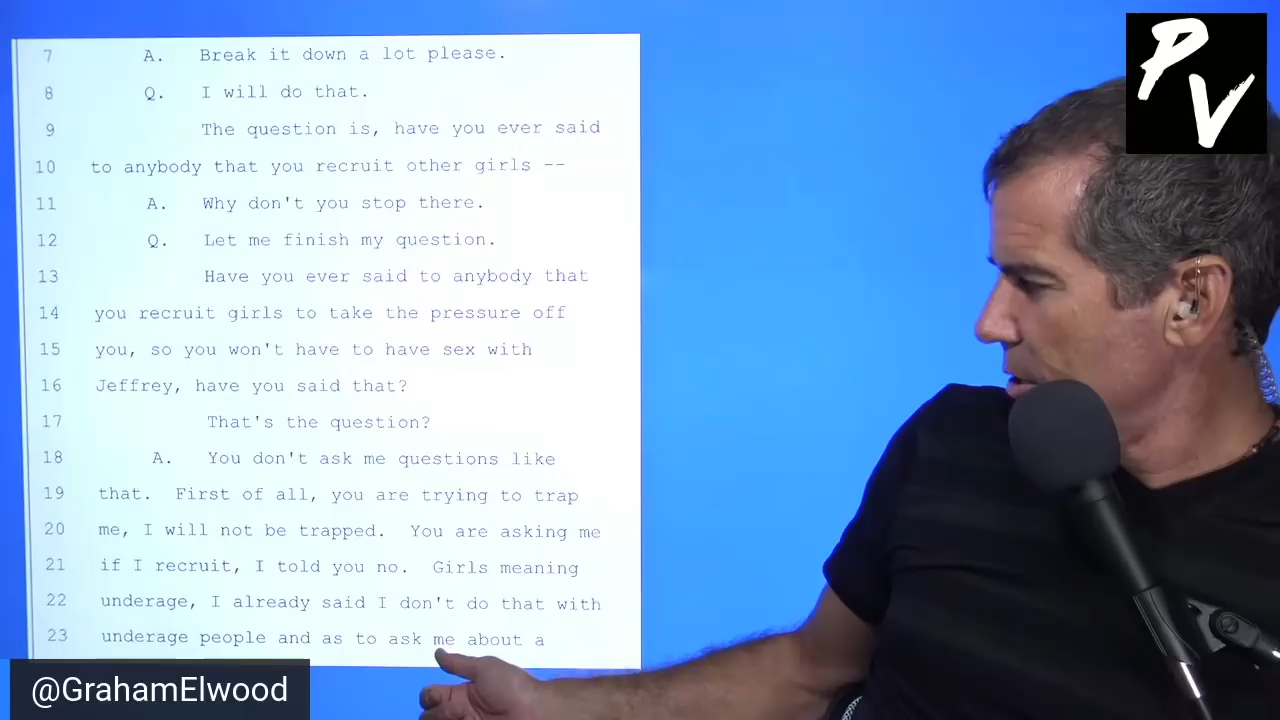 7 A. Break it down a lot please.
8 Q. I will do that.
9 The question is, have you ever said
10 to anybody that you recruit other girls --
11 A. Why don't you stop there.
12 Q. Let me finish my question.
13 Have you ever said to anybody that
14 you recruit girls to take the pressure off
15 you, so you won't have to have sex with
16 Jeffrey, have you said that?
17 That's the question?
18 A. You don't ask me questions like
19 that. First of all, you are trying to trap
20 me, I will not be trapped. You are asking me
21 if I recruit, I told you no. Girls meaning
22 underage, I already said I don't do that with
23 underage people and as to ask me about a
PV
@GrahamElwood